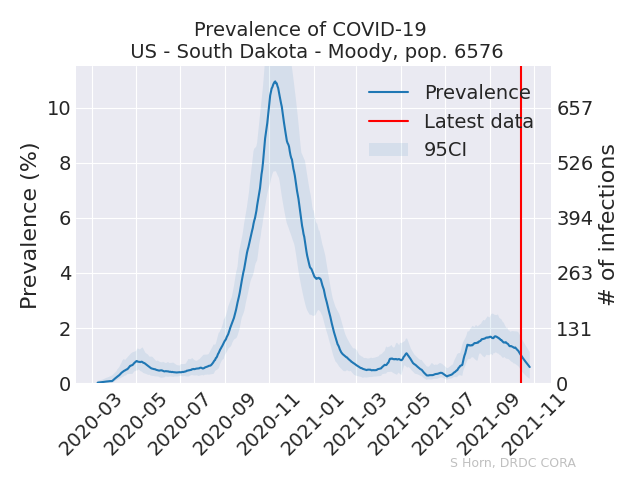 Prevalence of COVID-19
US - South Dakota - Moody, pop. 6576
Prevalence
Latest data
95CI
Prevalence (%)
10
8
6
4
2
0
657
526
394
263
131
0
# of infections
2020-03
2020-05
2020-07
2020-09
2020-11
2021-01
2021-03
2021-05
2021-07
2021-09
2021-11
S Horn, DRDC CORA